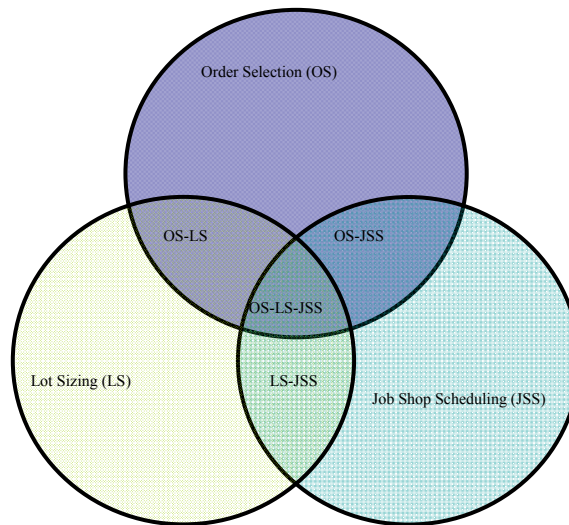 Order Selection (OS)
OS-LS
OS-JSS
OS-LS-JSS
Lot Sizing (LS)
LS-JSS
Job Shop Scheduling (JSS)